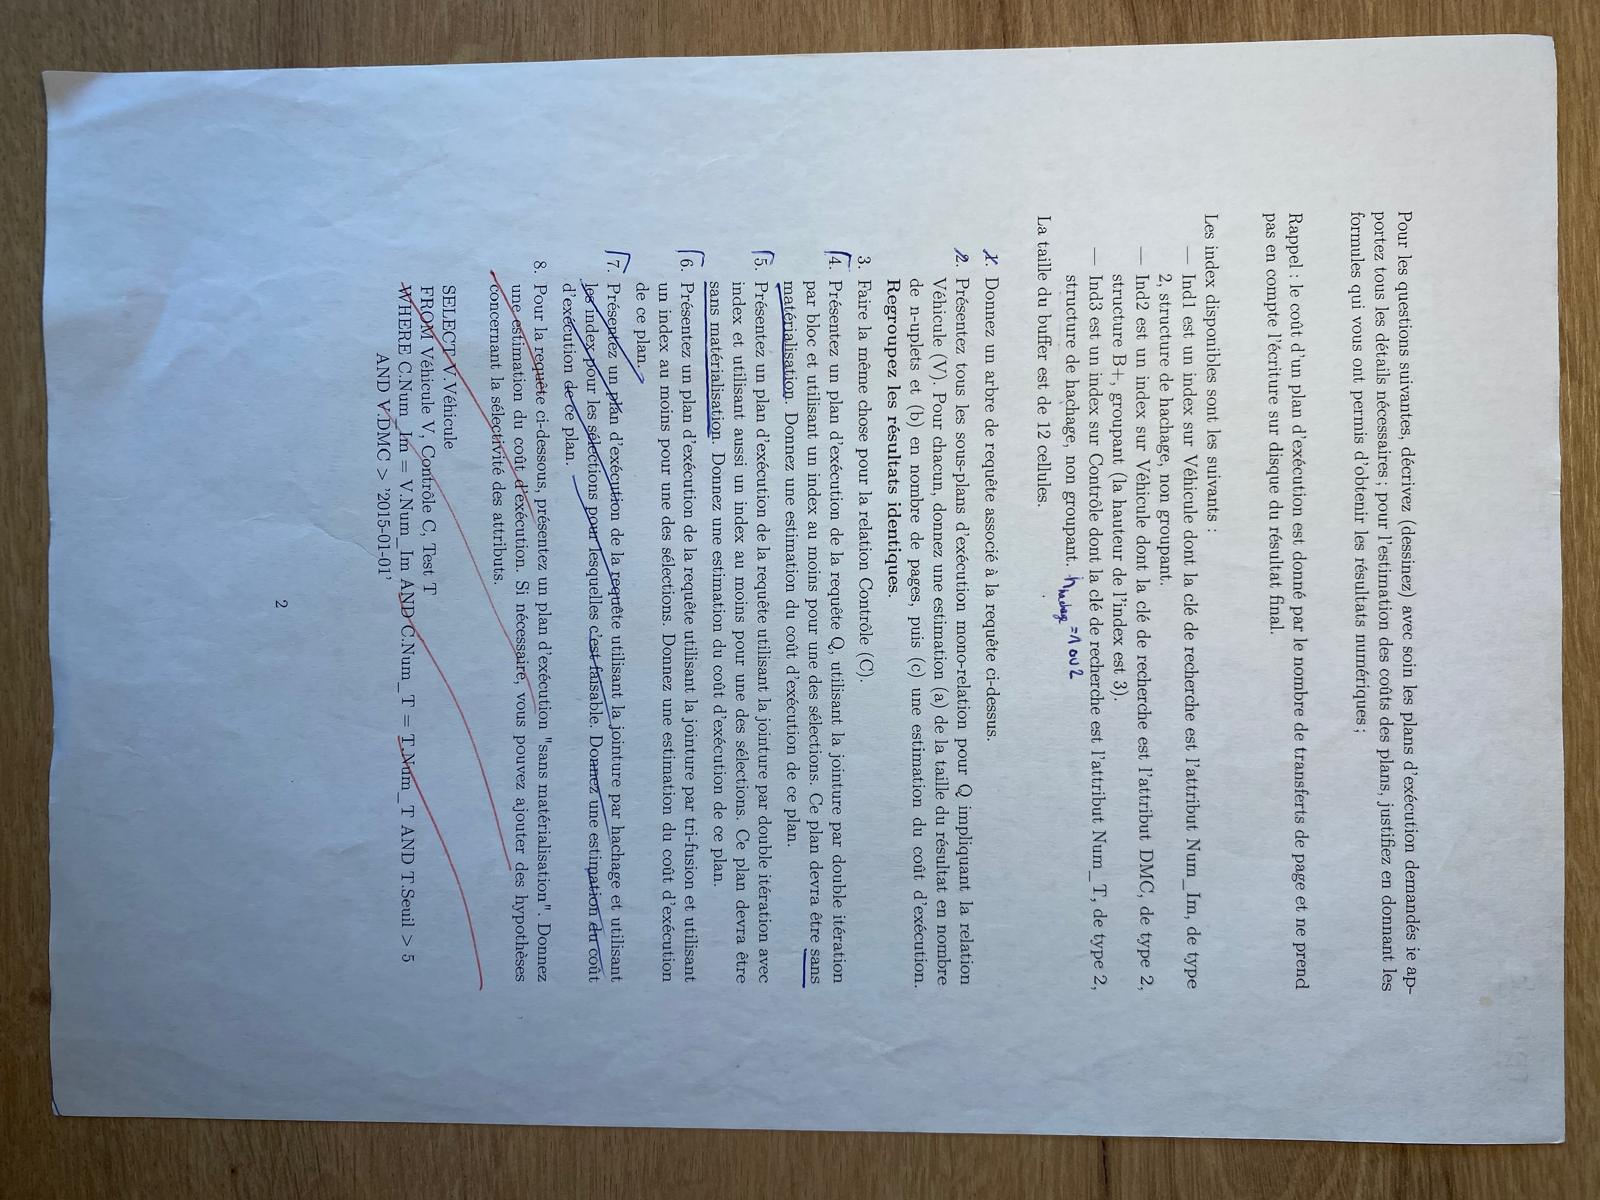 Pour les questions suivantes, décrivez (dessinez) avec soin les plans d'exécution demandés ie ap-
portez tous les détails nécessaires ; pour l'estimation des coûts des plans, justifiez en donnant les
formules qui vous ont permis d'obtenir les résultats numériques ;
Rappel : le coût d'un plan d'exécution est donné par le nombre de transferts de page et ne prend
pas en compte l'écriture sur disque du résultat final.
Les index disponibles sont les suivants :
— Ind1 est un index sur Véhicule dont la clé de recherche est l'attribut Num_Im, de type
2, structure de hachage, non groupant.
— Ind2 est un index sur Véhicule dont la clé de recherche est l'attribut DMC, de type 2,
structure B+, groupant (la hauteur de l'index est 3).
— Ind3 est un index sur Contrôle dont la clé de recherche est l'attribut Num_T, de type 2,
structure de hachage, non groupant. h hachage = 1 ou 2
La taille du buffer est de 12 cellules.
1. Donnez un arbre de requête associé à la requête ci-dessus.
2. Présentez tous les sous-plans d'exécution mono-relation pour Q impliquant la relation
Véhicule (V). Pour chacun, donnez une estimation (a) de la taille du résultat en nombre
de n-uplets et (b) en nombre de pages, puis (c) une estimation du coût d'exécution.
Regroupez les résultats identiques.
3. Faire la même chose pour la relation Contrôle (C).
4. Présentez un plan d'exécution de la requête Q, utilisant la jointure par double itération
par bloc et utilisant un index au moins pour une des sélections. Ce plan devra être sans
matérialisation. Donnez une estimation du coût d'exécution de ce plan.
5. Présentez un plan d'exécution de la requête utilisant la jointure par double itération avec
index et utilisant aussi un index au moins pour une des sélections. Ce plan devra être
sans matérialisation. Donnez une estimation du coût d'exécution de ce plan.
6. Présentez un plan d'exécution de la requête utilisant la jointure par tri-fusion et utilisant
un index au moins pour une des sélections. Donnez une estimation du coût d'exécution
de ce plan.
7. Présentez un plan d'exécution de la requête utilisant la jointure par hachage et utilisant
les index pour les sélections pour lesquelles c'est faisable. Donnez une estimation du coût
d'exécution de ce plan.
8. Pour la requête ci-dessous, présentez un plan d'exécution "sans matérialisation". Donnez
une estimation du coût d'exécution. Si nécessaire, vous pouvez ajouter des hypothèses
concernant la sélectivité des attributs.
SELECT V.Véhicule
FROM Véhicule V, Contrôle C, Test T
WHERE C.Num_Im = V.Num_Im AND C.Num_T = T.Num_T AND T.Seuil > 5
AND V.DMC > '2015-01-01'
2